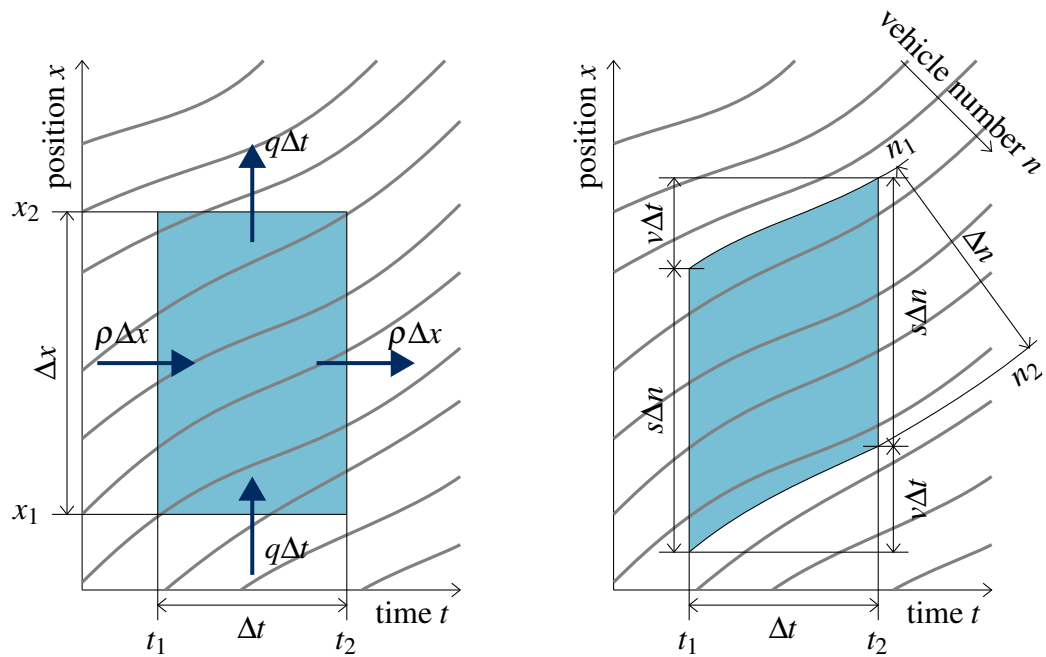 position x
qΔt
x₂
ρΔx
ρΔx
Δx
x₁
qΔt
time t
Δt
t₁
t₂
vehicle number n
position x
n₁
vΔt
Δn
sΔn
n₂
sΔn
vΔt
time t
Δt
t₁
t₂